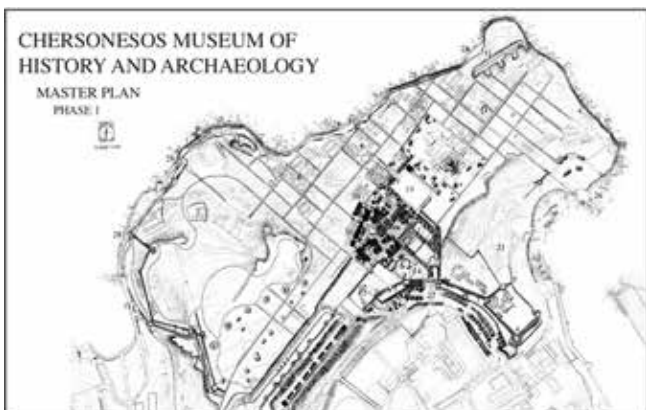 CHERSONESOS MUSEUM OF
HISTORY AND ARCHAEOLOGY
MASTER PLAN
PHASE 1